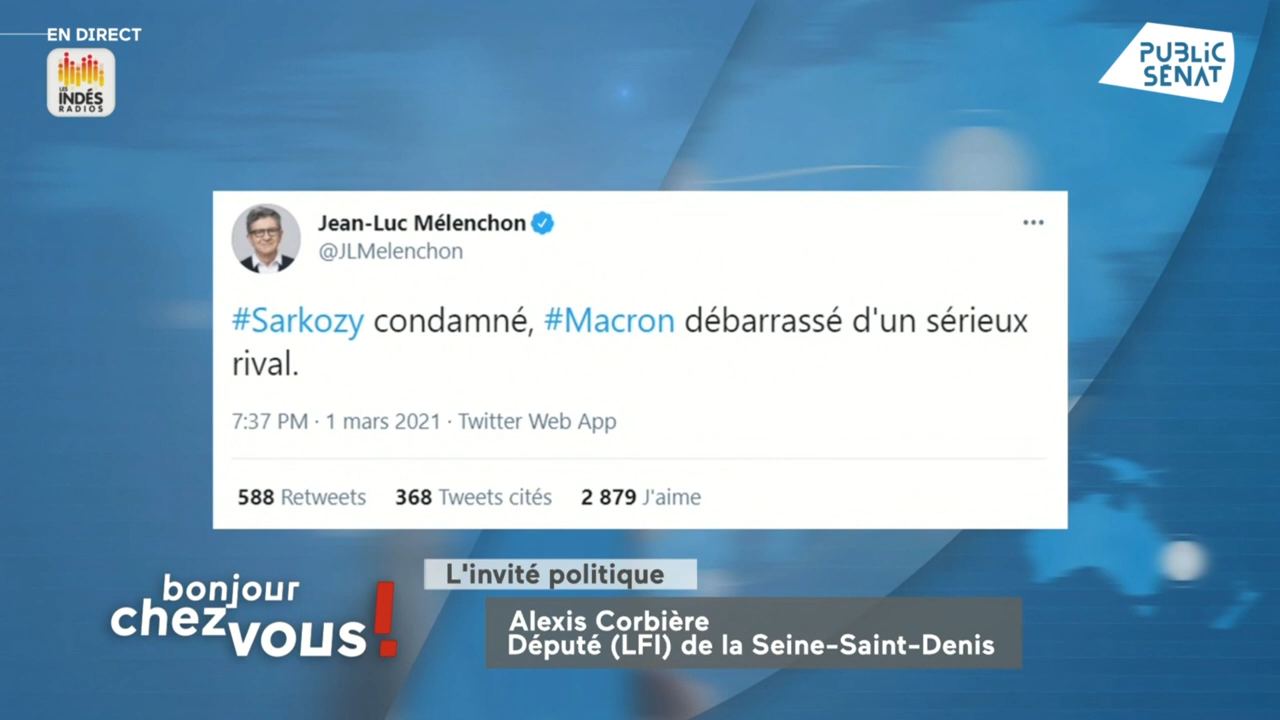 EN DIRECT
LES
INDÉS
RADIOS
PUBLIC
SÉNAT
Jean-Luc Mélenchon
@JLMelenchon
#Sarkozy condamné, #Macron débarrassé d'un sérieux
rival.
7:37 PM · 1 mars 2021 · Twitter Web App
588 Retweets 368 Tweets cités 2 879 J'aime
bonjour
chez
vous!
L'invité politique
Alexis Corbière
Député (LFI) de la Seine-Saint-Denis